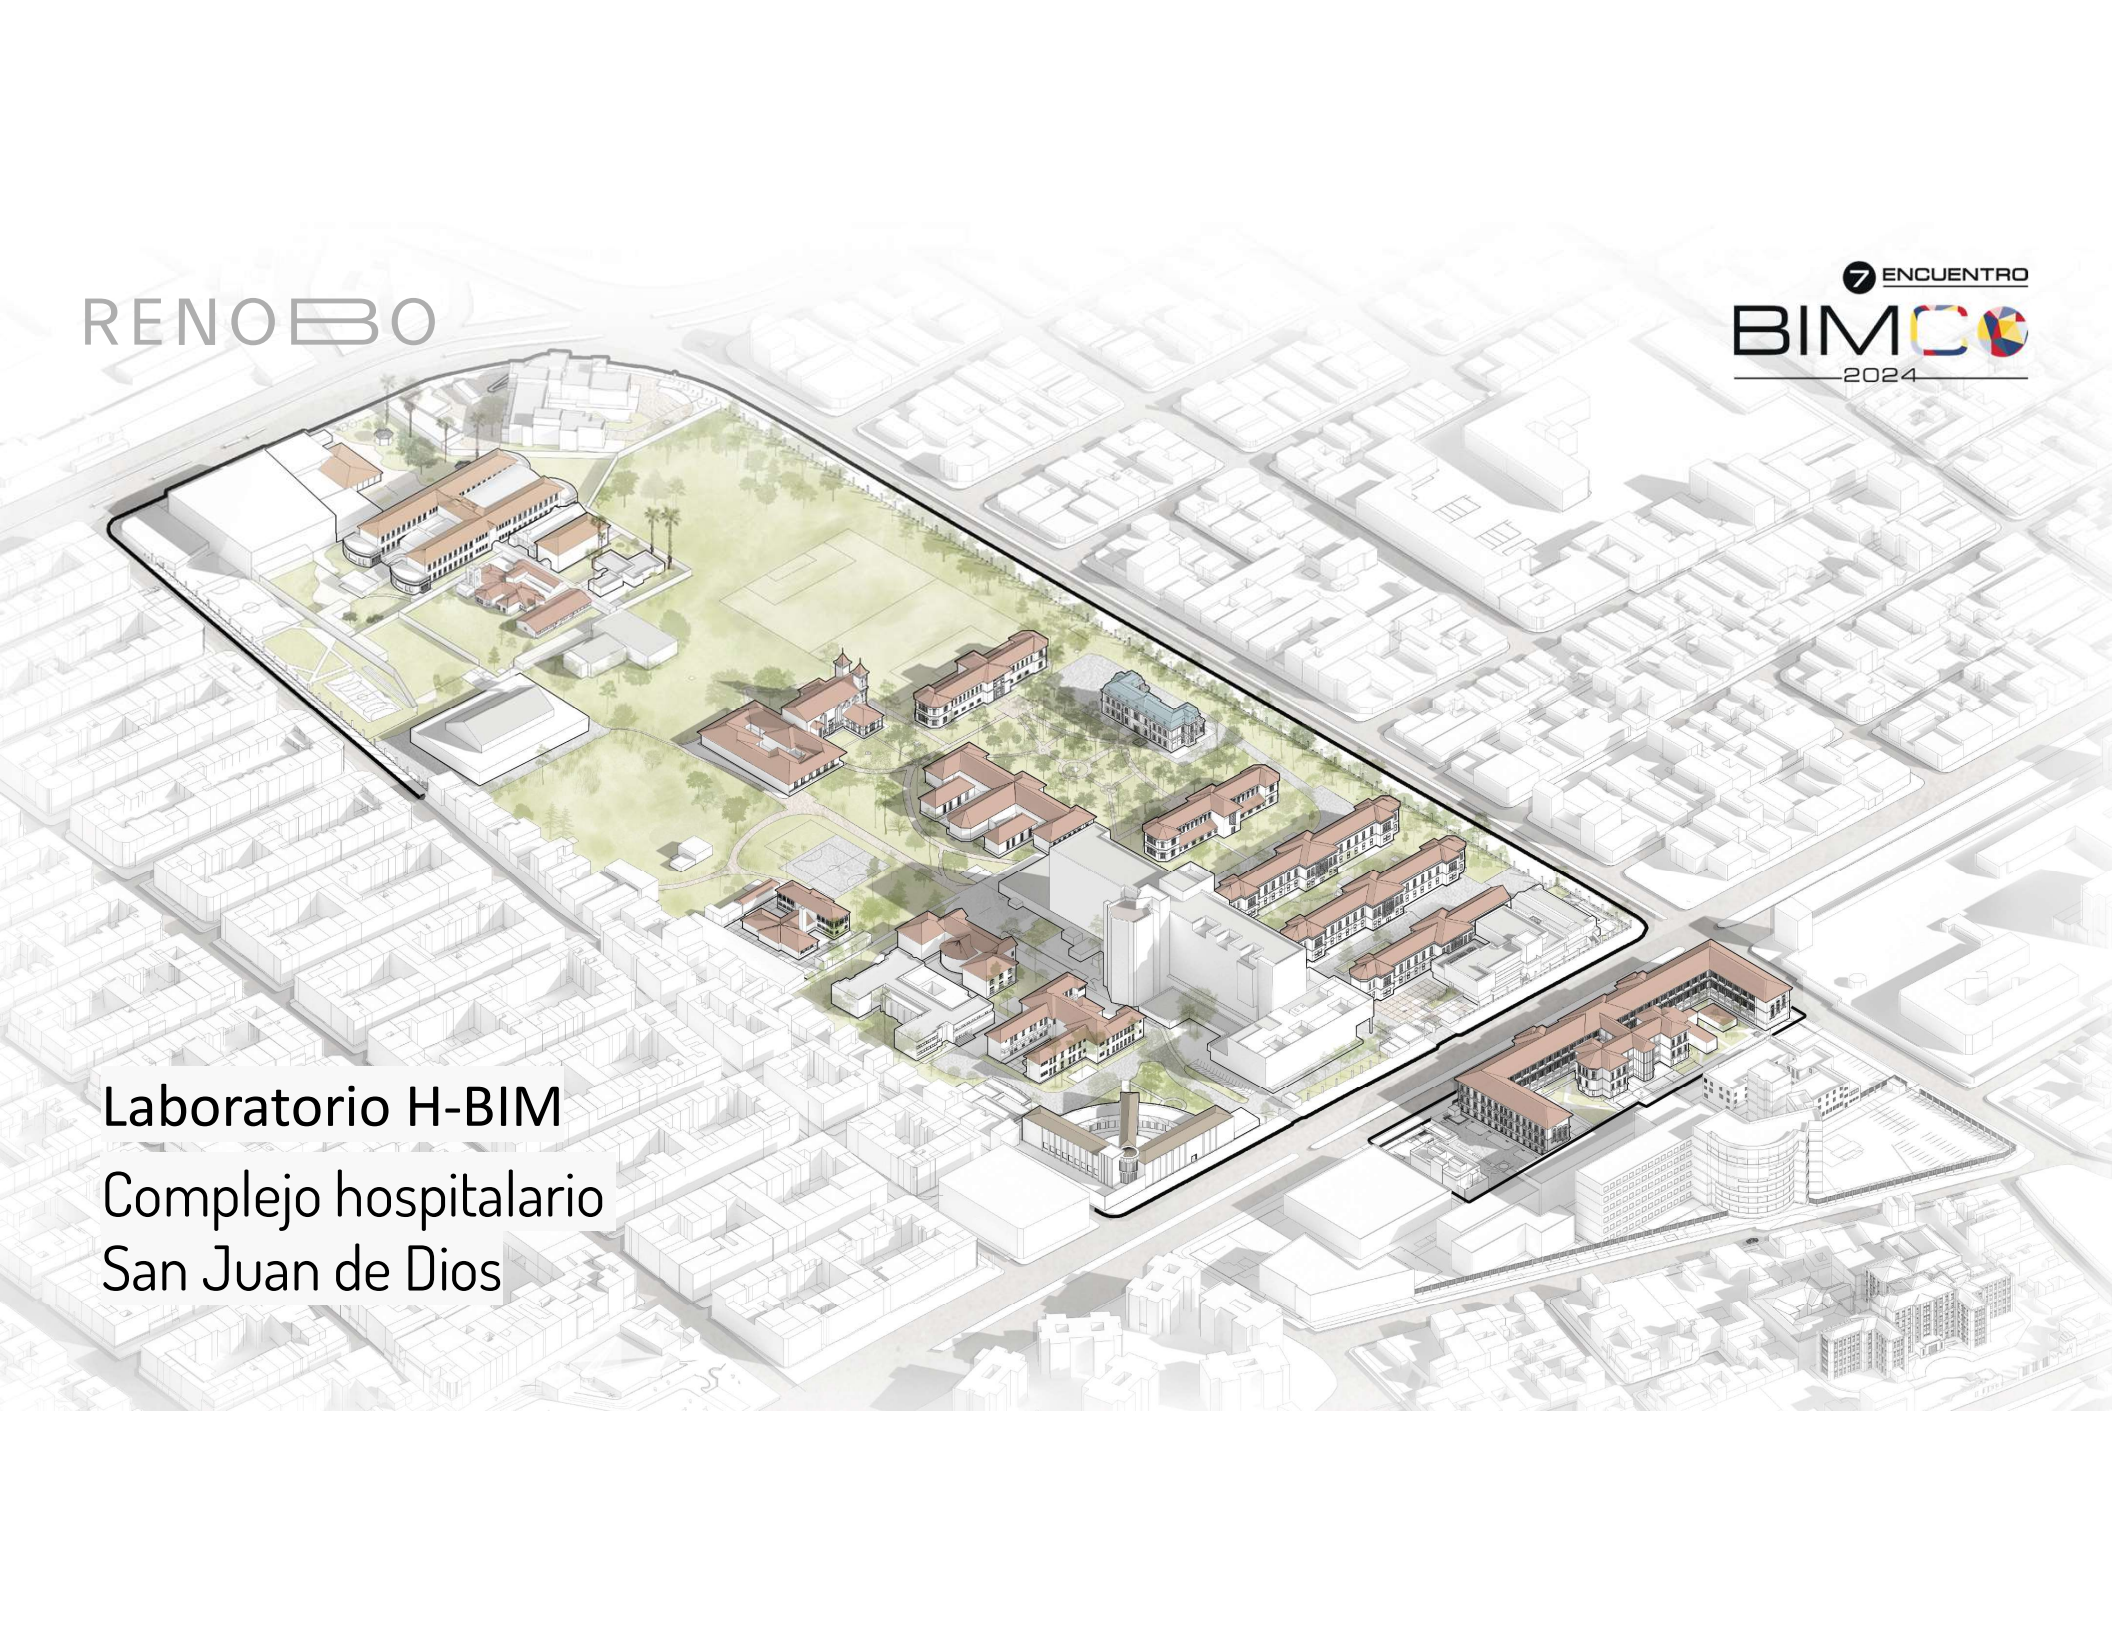 RENOBO
7 ENCUENTRO
BIMCO
2024
Laboratorio H-BIM
Complejo hospitalario
San Juan de Dios